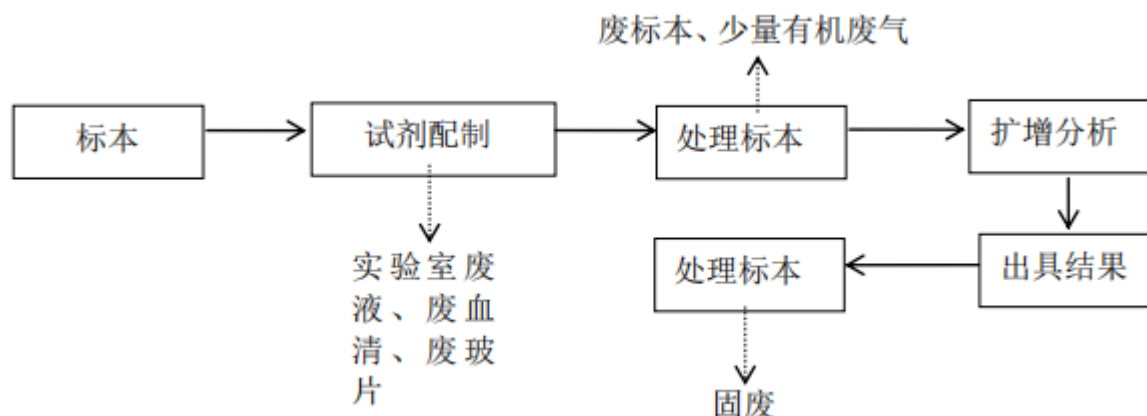 废标本、少量有机废气
标本
试剂配制
处理标本
扩增分析
实验室废
液、废血
清、废玻
片
处理标本
出具结果
固废